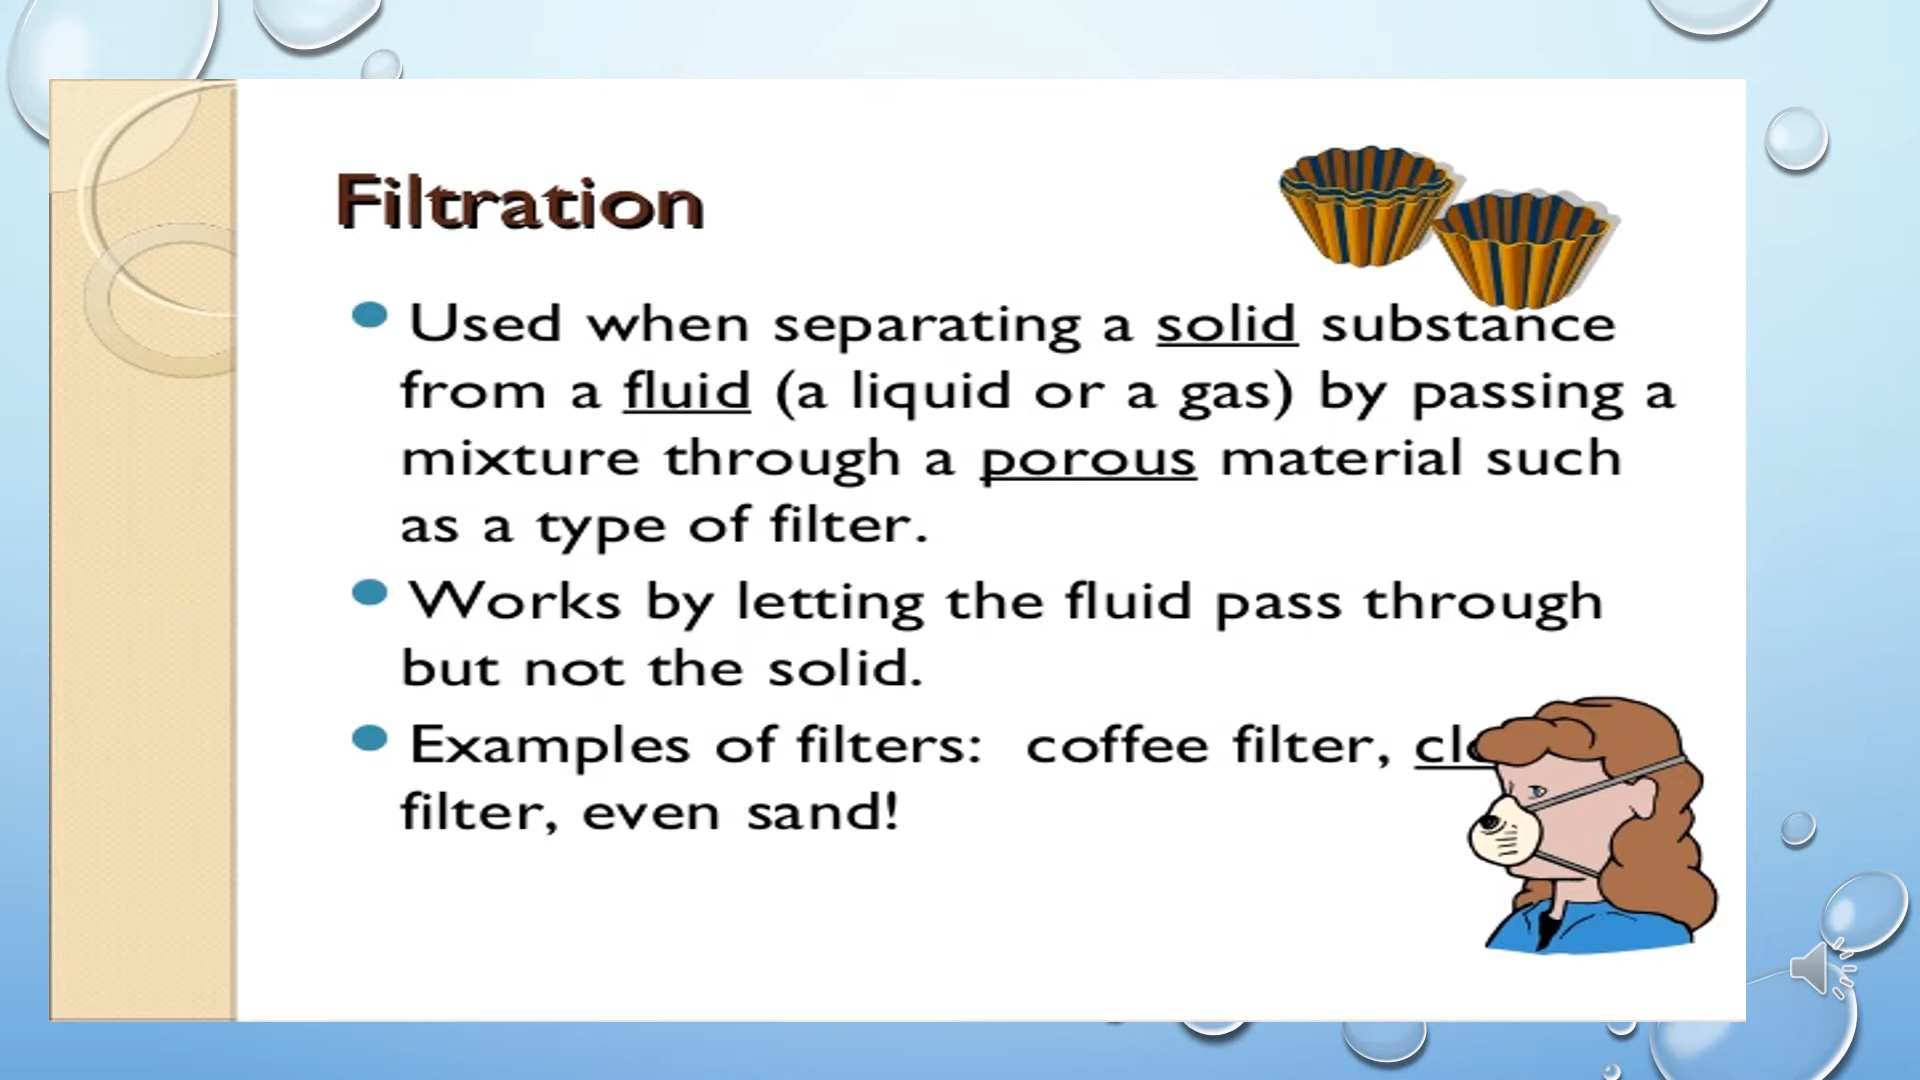 Filtration
Used when separating a solid substance
from a fluid (a liquid or a gas) by passing a
mixture through a porous material such
as a type of filter.
Works by letting the fluid pass through
but not the solid.
Examples of filters: coffee filter,
filter, even sand!